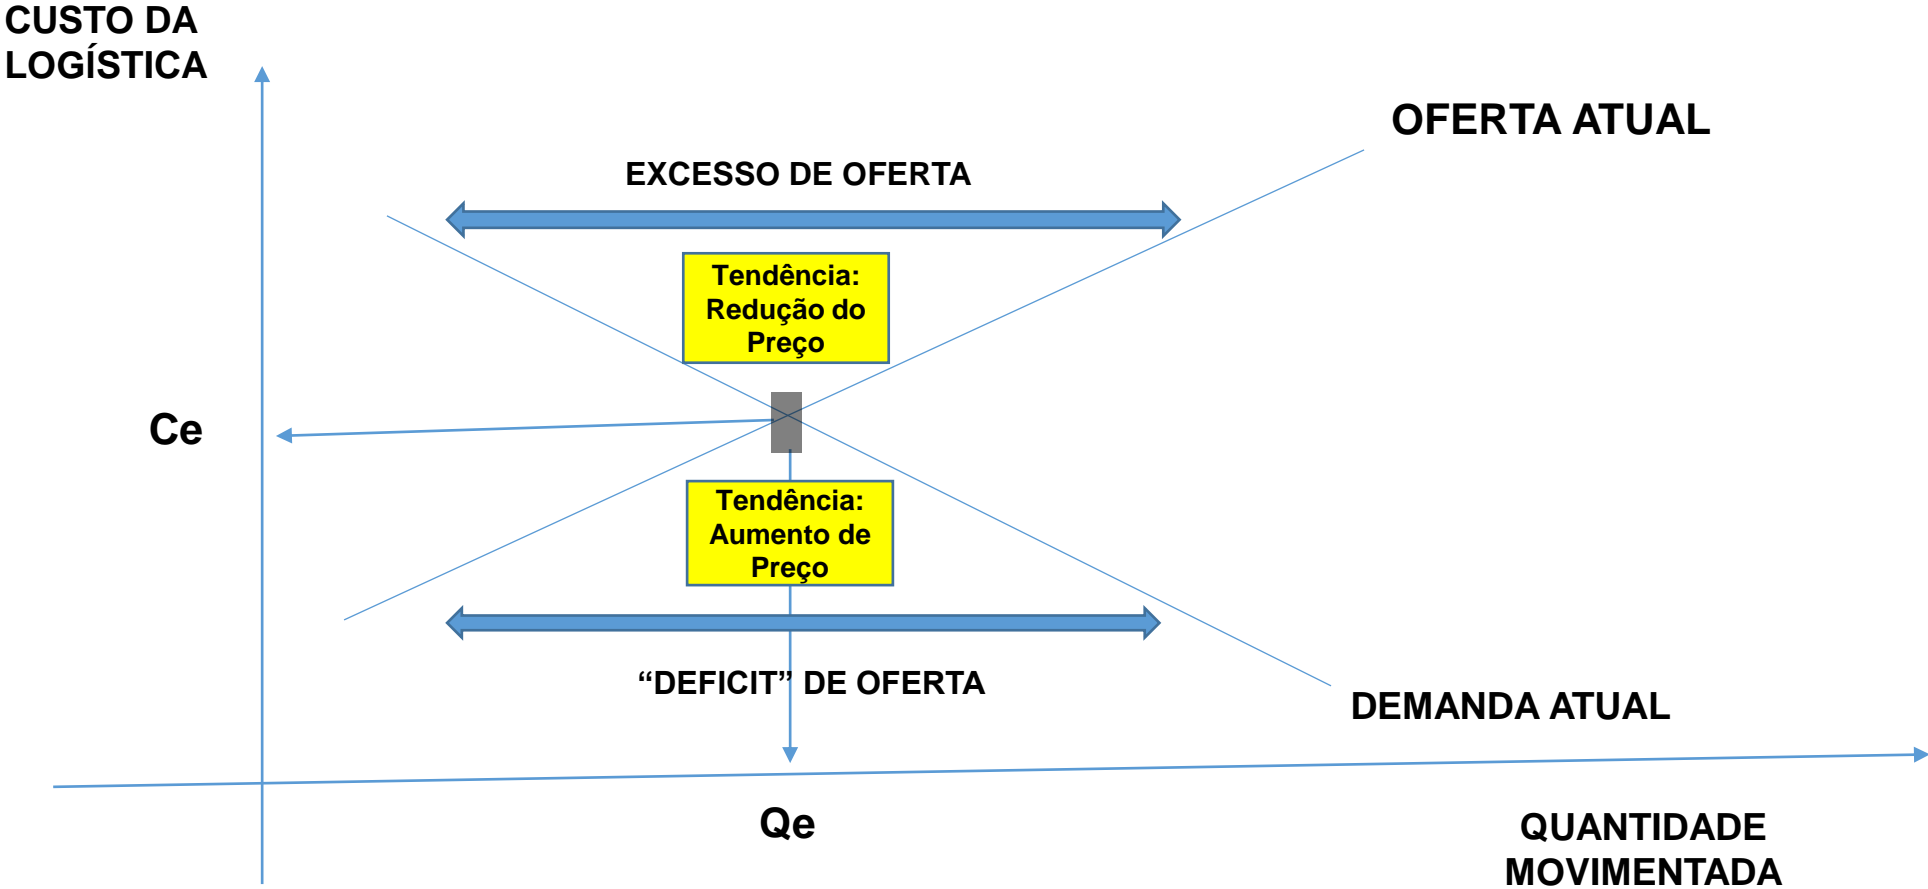 CUSTO DA
LOGÍSTICA
OFERTA ATUAL
EXCESSO DE OFERTA
Tendência:
Redução do
Preço
Ce
Tendência:
Aumento de
Preço
“DEFICIT” DE OFERTA
DEMANDA ATUAL
Qe
QUANTIDADE
MOVIMENTADA